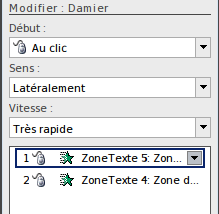 Modifier : Damier
Début :
Au clic
Sens :
Latéralement
Vitesse :
Très rapide
1 ZoneTexte 5: Zon...
2 ZoneTexte 4: Zone d...